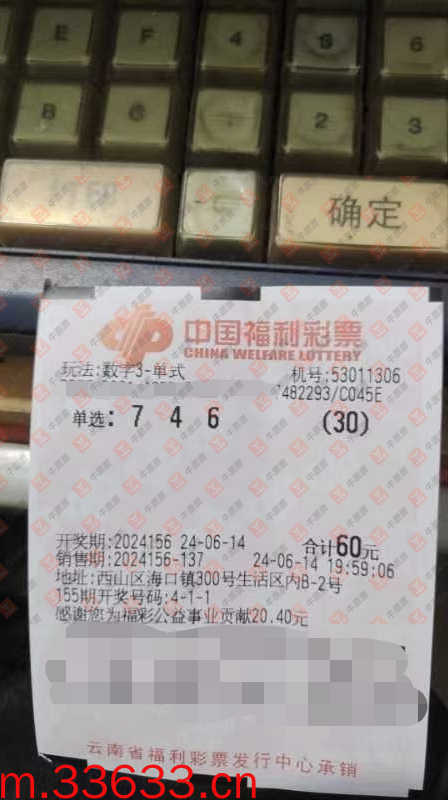 E F 4 5 6
B G 2 3
确定
中国福利彩票
CHINA WELFARE LOTTERY
玩法:数字3-单式 机号:53011306
482293/C045E
单选: 7 4 6 (30)
开奖期:2024156 24-06-14 合计60元
销售期:2024156-137 24-06-14 19:59:06
地址:西山区海口镇300号生活区内B-2号
155期开奖号码:4-1-1
感谢您为福彩公益事业贡献20.40元
云南省福利彩票发行中心承销
m.33633.cn